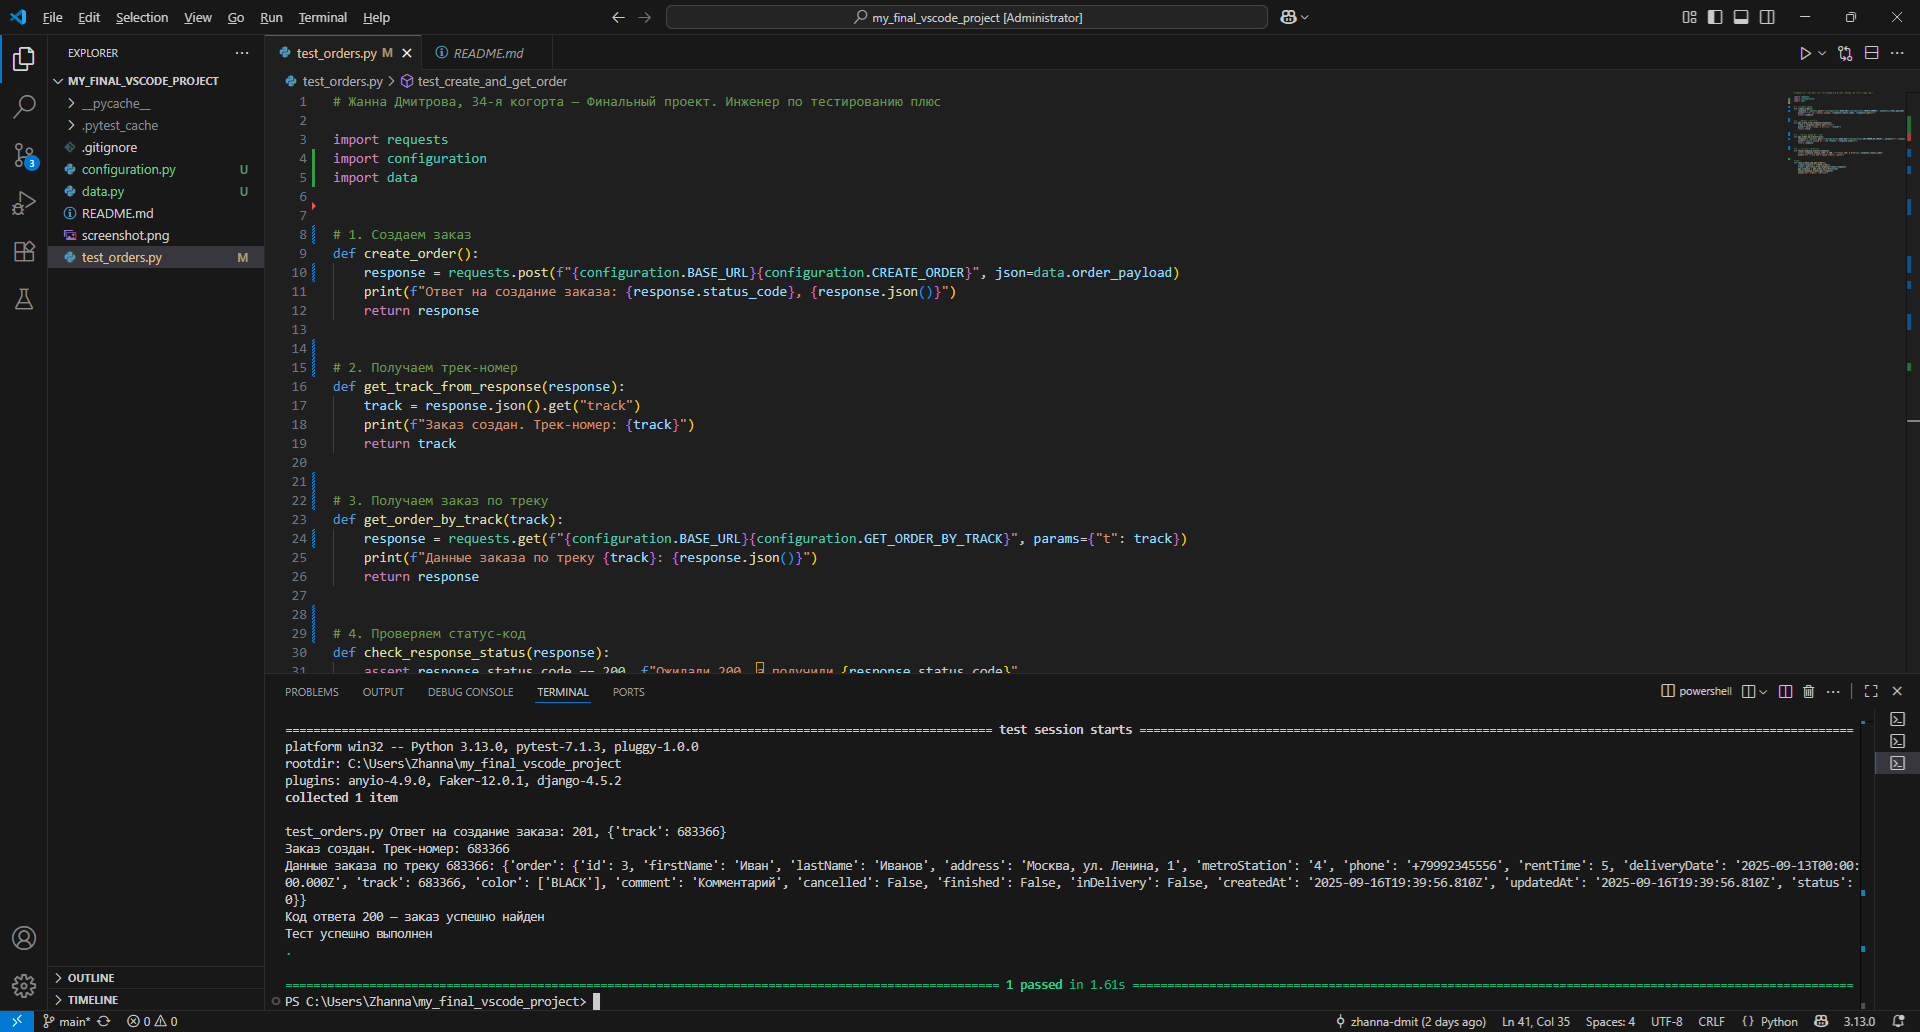 File Edit Selection View Go Run Terminal Help
my_final_vscode_project [Administrator]
EXPLORER
MY_FINAL_VSCODE_PROJECT
__pycache__
.pytest_cache
.gitignore
configuration.py U
data.py U
README.md
screenshot.png
test_orders.py M
3
OUTLINE
TIMELINE
test_orders.py M
README.md
test_orders.py > test_create_and_get_order
1 # Жанна Дмитрова, 34-я когорта — Финальный проект. Инженер по тестированию плюс
2
3 import requests
4 import configuration
5 import data
6
7
8 # 1. Создаем заказ
9 def create_order():
10 response = requests.post(f"{configuration.BASE_URL}{configuration.CREATE_ORDER}", json=data.order_payload)
11 print(f"Ответ на создание заказа: {response.status_code}, {response.json()}")
12 return response
13
14
15 # 2. Получаем трек-номер
16 def get_track_from_response(response):
17 track = response.json().get("track")
18 print(f"Заказ создан. Трек-номер: {track}")
19 return track
20
21
22 # 3. Получаем заказ по треку
23 def get_order_by_track(track):
24 response = requests.get(f"{configuration.BASE_URL}{configuration.GET_ORDER_BY_TRACK}", params={"t": track})
25 print(f"Данные заказа по треку {track}: {response.json()}")
26 return response
27
28
29 # 4. Проверяем статус-код
30 def check_response_status(response):
31 assert response.status_code == 200, f"Ожидали 200, а получили {response.status_code}"
PROBLEMS OUTPUT DEBUG CONSOLE TERMINAL PORTS
powershell
test session starts
platform win32 -- Python 3.13.0, pytest-7.1.3, pluggy-1.0.0
rootdir: C:\Users\Zhanna\my_final_vscode_project
plugins: anyio-4.9.0, Faker-12.0.1, django-4.5.2
collected 1 item
test_orders.py Ответ на создание заказа: 201, {'track': 683366}
Заказ создан. Трек-номер: 683366
Данные заказа по треку 683366: {'order': {'id': 3, 'firstName': 'Иван', 'lastName': 'Иванов', 'address': 'Москва, ул. Ленина, 1', 'metroStation': '4', 'phone': '+79992345556', 'rentTime': 5, 'deliveryDate': '2025-09-13T00:00:
00.000Z', 'track': 683366, 'color': ['BLACK'], 'comment': 'Комментарий', 'cancelled': False, 'finished': False, 'inDelivery': False, 'createdAt': '2025-09-16T19:39:56.810Z', 'updatedAt': '2025-09-16T19:39:56.810Z', 'status':
0}}
Код ответа 200 — заказ успешно найден
Тест успешно выполнен
.
1 passed in 1.61s
PS C:\Users\Zhanna\my_final_vscode_project>
main* 0 0 zhanna-dmit (2 days ago) Ln 41, Col 35 Spaces: 4 UTF-8 CRLF {} Python 3.13.0